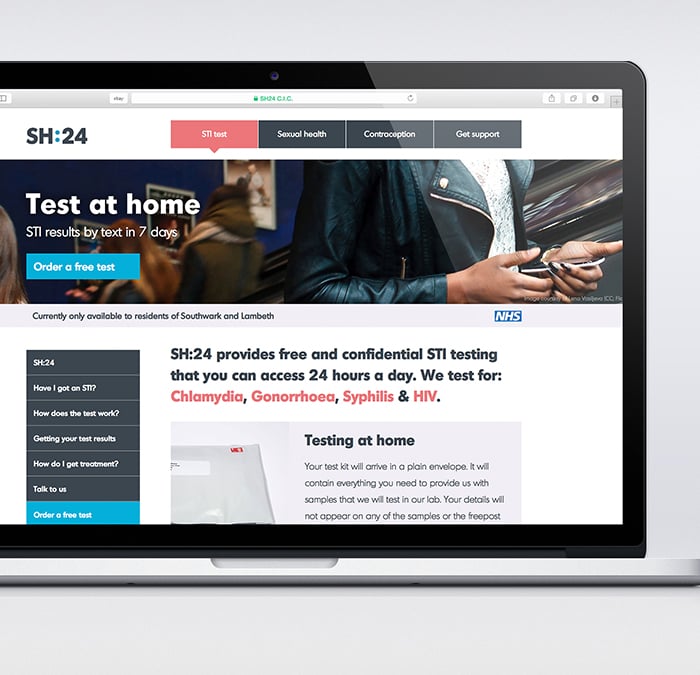 ebay
SH24 C.I.C.
SH:24
STI test
Sexual health
Contraception
Get support
Test at home
STI results by text in 7 days
Order a free test
Image courtesy of Lena Vasiljeva (CC) Flic
Currently only available to residents of Southwark and Lambeth
NHS
SH:24
Have I got an STI?
How does the test work?
Getting your test results
How do I get treatment?
Talk to us
Order a free test
SH:24 provides free and confidential STI testing
that you can access 24 hours a day. We test for:
Chlamydia, Gonorrhoea, Syphilis & HIV.
Testing at home
Your test kit will arrive in a plain envelope. It will
contain everything you need to provide us with
samples that we will test in our lab. Your details will
not appear on any of the samples or the freepost